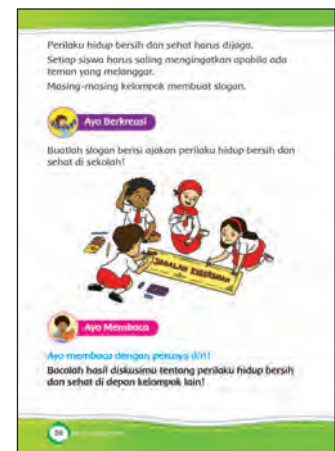 Perilaku hidup bersih dan sehat harus dijaga.
Setiap siswa harus saling mengingatkan apabila ada
teman yang melanggar.
Masing-masing kelompok membuat slogan.
Ayo Berkreasi
Buatlah slogan berisi ajakan perilaku hidup bersih dan
sehat di sekolah!
JAGALAH KEBERSIHAN
Ayo Membaca
Ayo membaca dengan percaya diri!
Bacalah hasil diskusimu tentang perilaku hidup bersih
dan sehat di depan kelompok lain!
56